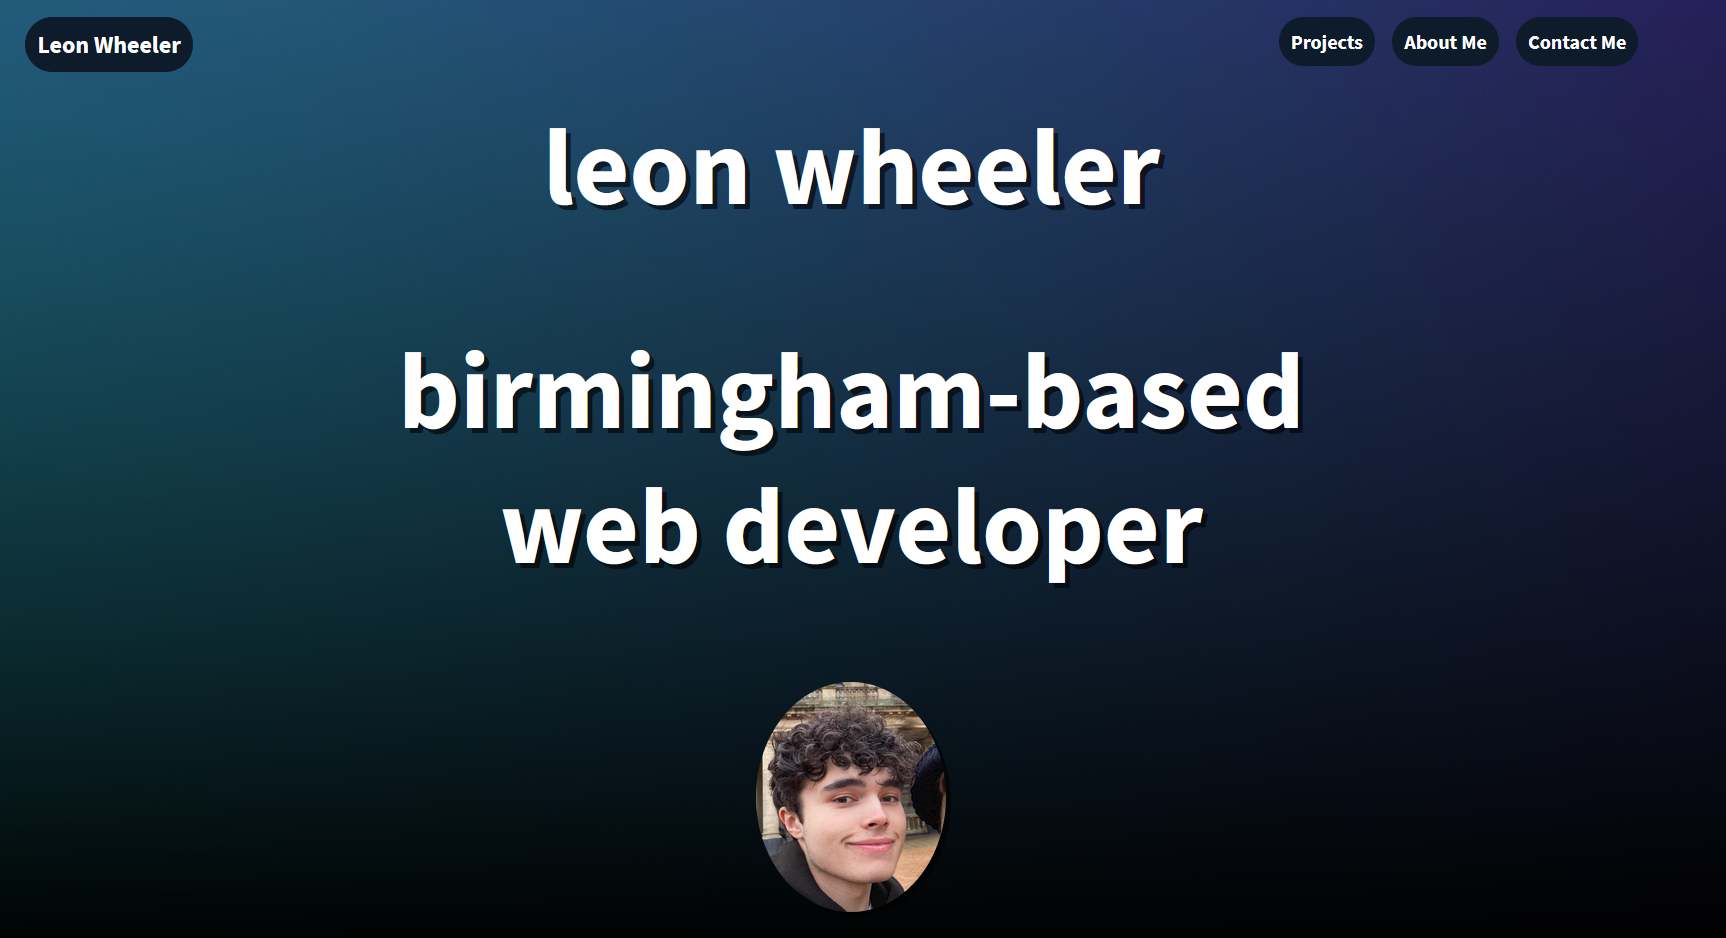 Leon Wheeler
Projects
About Me
Contact Me
leon wheeler
birmingham-based
web developer